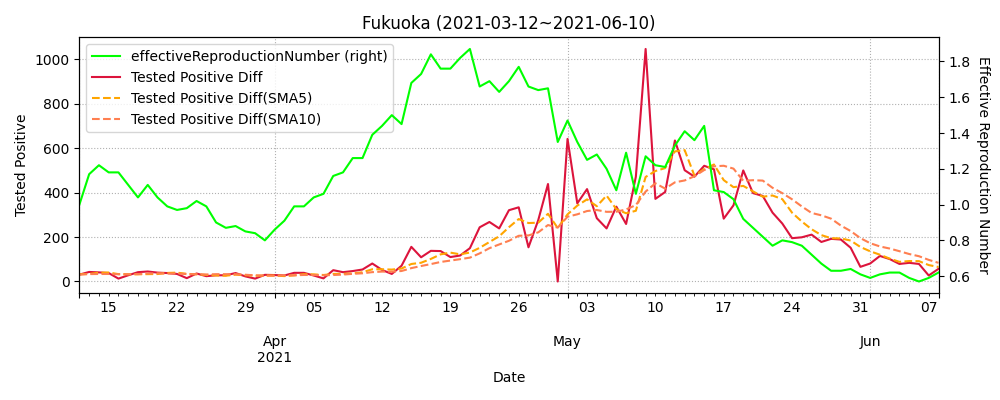 Fukuoka (2021-03-12~2021-06-10)
effectiveReproductionNumber (right)
Tested Positive Diff
Tested Positive Diff(SMA5)
Tested Positive Diff(SMA10)
Tested Positive
1000
800
600
400
200
0
Effective Reproduction Number
1.8
1.6
1.4
1.2
1.0
0.8
0.6
15 22 29 05 12 19 26 03 10 17 24 31 07
Apr May Jun
2021
Date